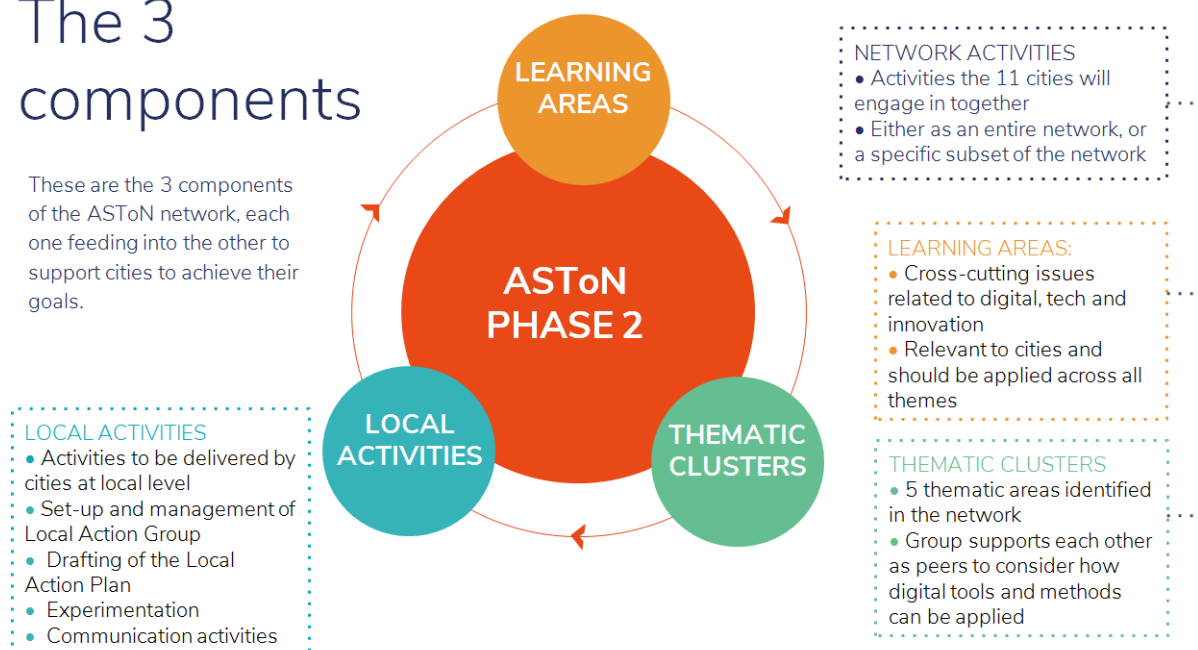 The 3
components
These are the 3 components
of the ASToN network, each
one feeding into the other to
support cities to achieve their
goals.
LEARNING
AREAS
ASToN
PHASE 2
LOCAL
ACTIVITIES
THEMATIC
CLUSTERS
LOCAL ACTIVITIES
● Activities to be delivered by
cities at local level
● Set-up and management of
Local Action Group
● Drafting of the Local
Action Plan
● Experimentation
● Communication activities
NETWORK ACTIVITIES
● Activities the 11 cities will
engage in together
● Either as an entire network, or
a specific subset of the network
LEARNING AREAS:
● Cross-cutting issues
related to digital, tech and
innovation
● Relevant to cities and
should be applied across all
themes
THEMATIC CLUSTERS
● 5 thematic areas identified
in the network
● Group supports each other
as peers to consider how
digital tools and methods
can be applied